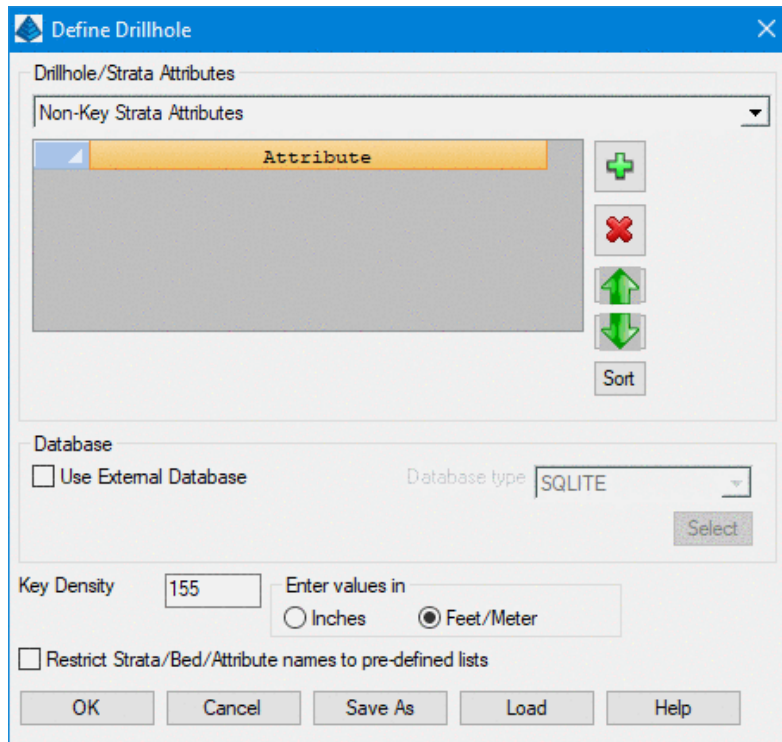 Define Drillhole
Drillhole/Strata Attributes
Non-Key Strata Attributes
Attribute
Sort
Database
Use External Database
Database type SQLITE
Select
Key Density 155
Enter values in
Inches Feet/Meter
Restrict Strata/Bed/Attribute names to pre-defined lists
OK Cancel Save As Load Help